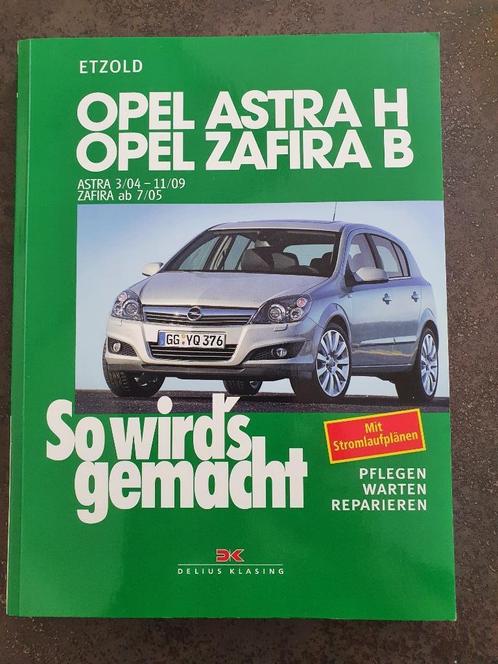 ETZOLD
OPEL ASTRA H
OPEL ZAFIRA B
ASTRA 3/04 – 11/09
ZAFIRA ab 7/05
GG YQ 376
So wird's
gemacht
Mit
Stromlaufplänen
PFLEGEN
WARTEN
REPARIEREN
DK
DELIUS KLASING